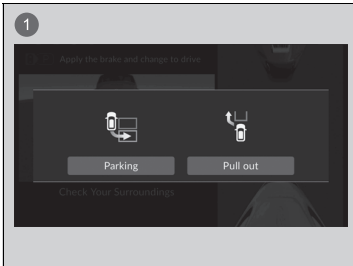 1
Apply the brake and change to drive
Parking
Pull out
Check Your Surroundings